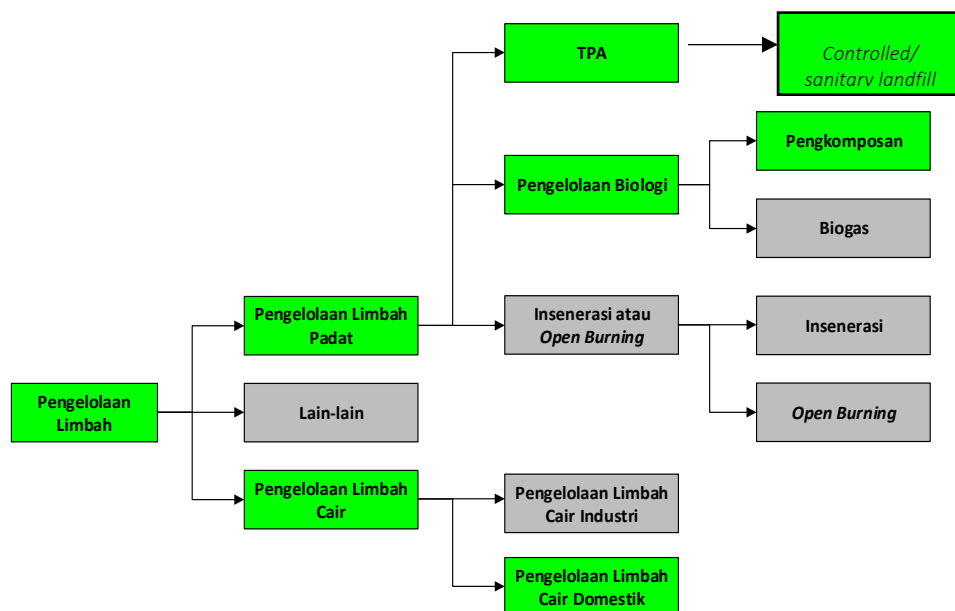 TPA
Controlled/
sanitarv landfill
Pengkomposan
Pengelolaan Biologi
Biogas
Pengelolaan Limbah
Padat
Insenerasi atau
Open Burning
Insenerasi
Pengelolaan
Limbah
Lain-lain
Open Burning
Pengelolaan Limbah
Cair
Pengelolaan Limbah
Cair Industri
Pengelolaan Limbah
Cair Domestik